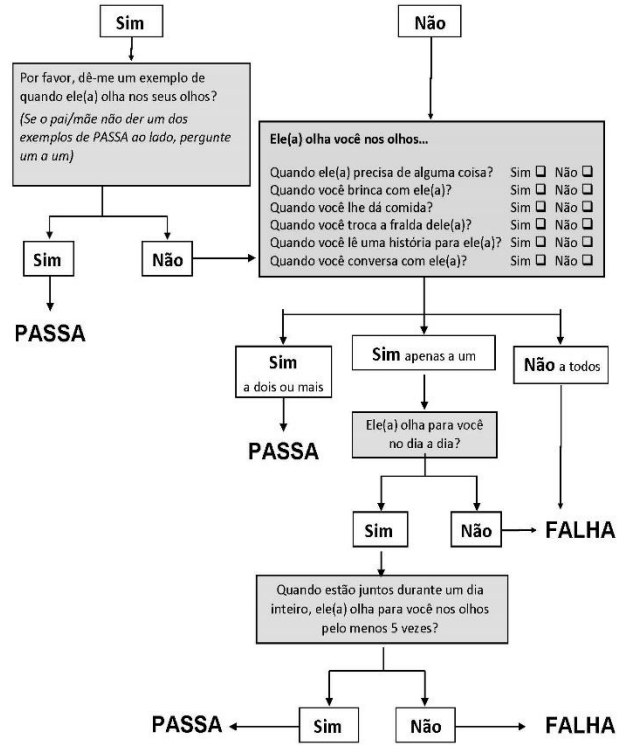 Sim
Não
Por favor, dê-me um exemplo de
quando ele(a) olha nos seus olhos?
(Se o pai/mãe não der um dos
exemplos de PASSA ao lado, pergunte
um a um)
Ele(a) olha você nos olhos...
Quando ele(a) precisa de alguma coisa? Sim ❑ Não ❑
Quando você brinca com ele(a)? Sim ❑ Não ❑
Quando você lhe dá comida? Sim ❑ Não ❑
Quando você troca a fralda dele(a)? Sim ❑ Não ❑
Quando você lê uma história para ele(a)? Sim ❑ Não ❑
Quando você conversa com ele(a)? Sim ❑ Não ❑
Sim
Não
PASSA
Sim
a dois ou mais
Sim apenas a um
Não a todos
PASSA
Ele(a) olha para você
no dia a dia?
Sim
Não
FALHA
Quando estão juntos durante um dia
inteiro, ele(a) olha para você nos olhos
pelo menos 5 vezes?
PASSA
Sim
Não
FALHA